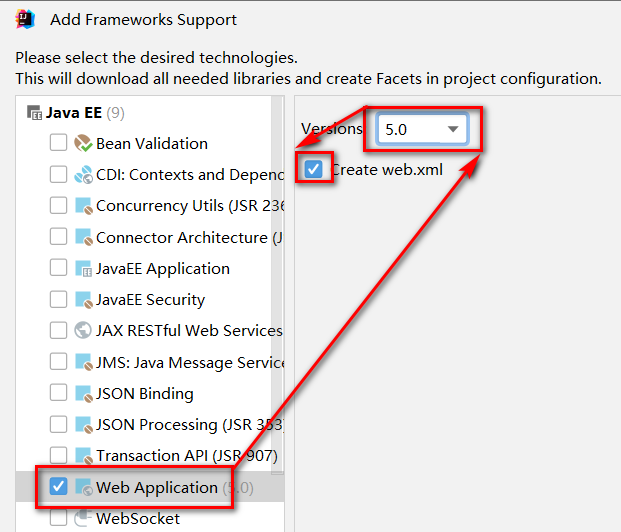 Add Frameworks Support
Please select the desired technologies.
This will download all needed libraries and create Facets in project configuration.
Java EE (9)
Bean Validation
CDI: Contexts and Depend
Concurrency Utils (JSR 236
Connector Architecture (J
JavaEE Application
JavaEE Security
JAX RESTful Web Services
JMS: Java Message Service
JSON Binding
JSON Processing (JSR 353)
Transaction API (JSR 907)
Web Application (5.0)
WebSocket
Versions
5.0
Create web.xml